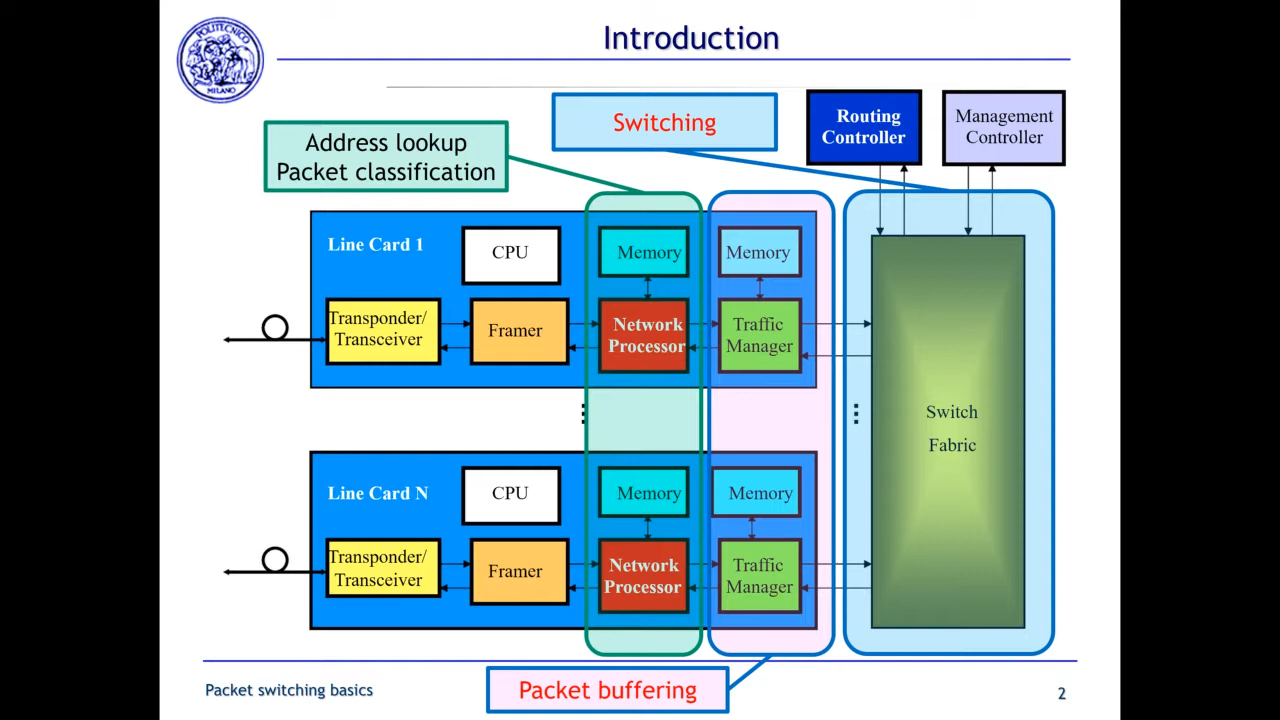 POLITECNICO
MILANO
Introduction
Switching
Routing
Controller
Management
Controller
Address lookup
Packet classification
Line Card 1
CPU
Memory
Memory
Transponder/
Transceiver
Framer
Network
Processor
Traffic
Manager
Switch
Fabric
Line Card N
CPU
Memory
Memory
Transponder/
Transceiver
Framer
Network
Processor
Traffic
Manager
Packet switching basics
Packet buffering
2